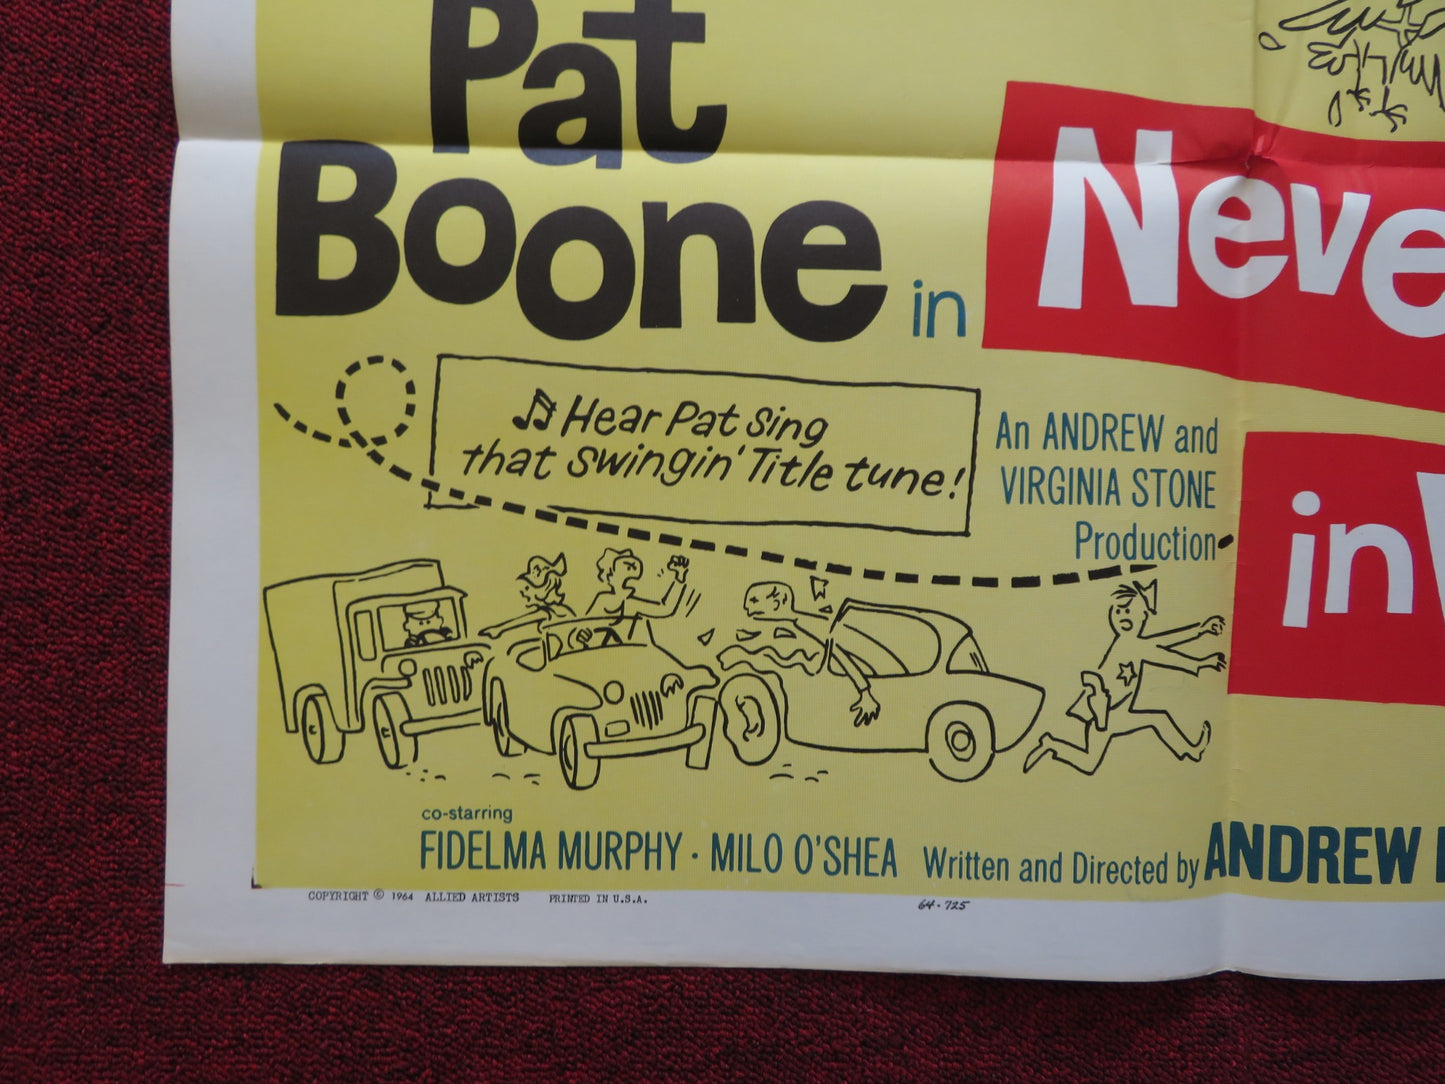 Pat
Boone
in
Neve
♫ Hear Pat Sing
that swingin' Title tune!
An ANDREW and
VIRGINIA STONE
Production
in
co-starring
FIDELMA MURPHY · MILO O'SHEA Written and Directed by ANDREW
COPYRIGHT © 1964 ALLIED ARTISTS PRINTED IN U.S.A. 64-725